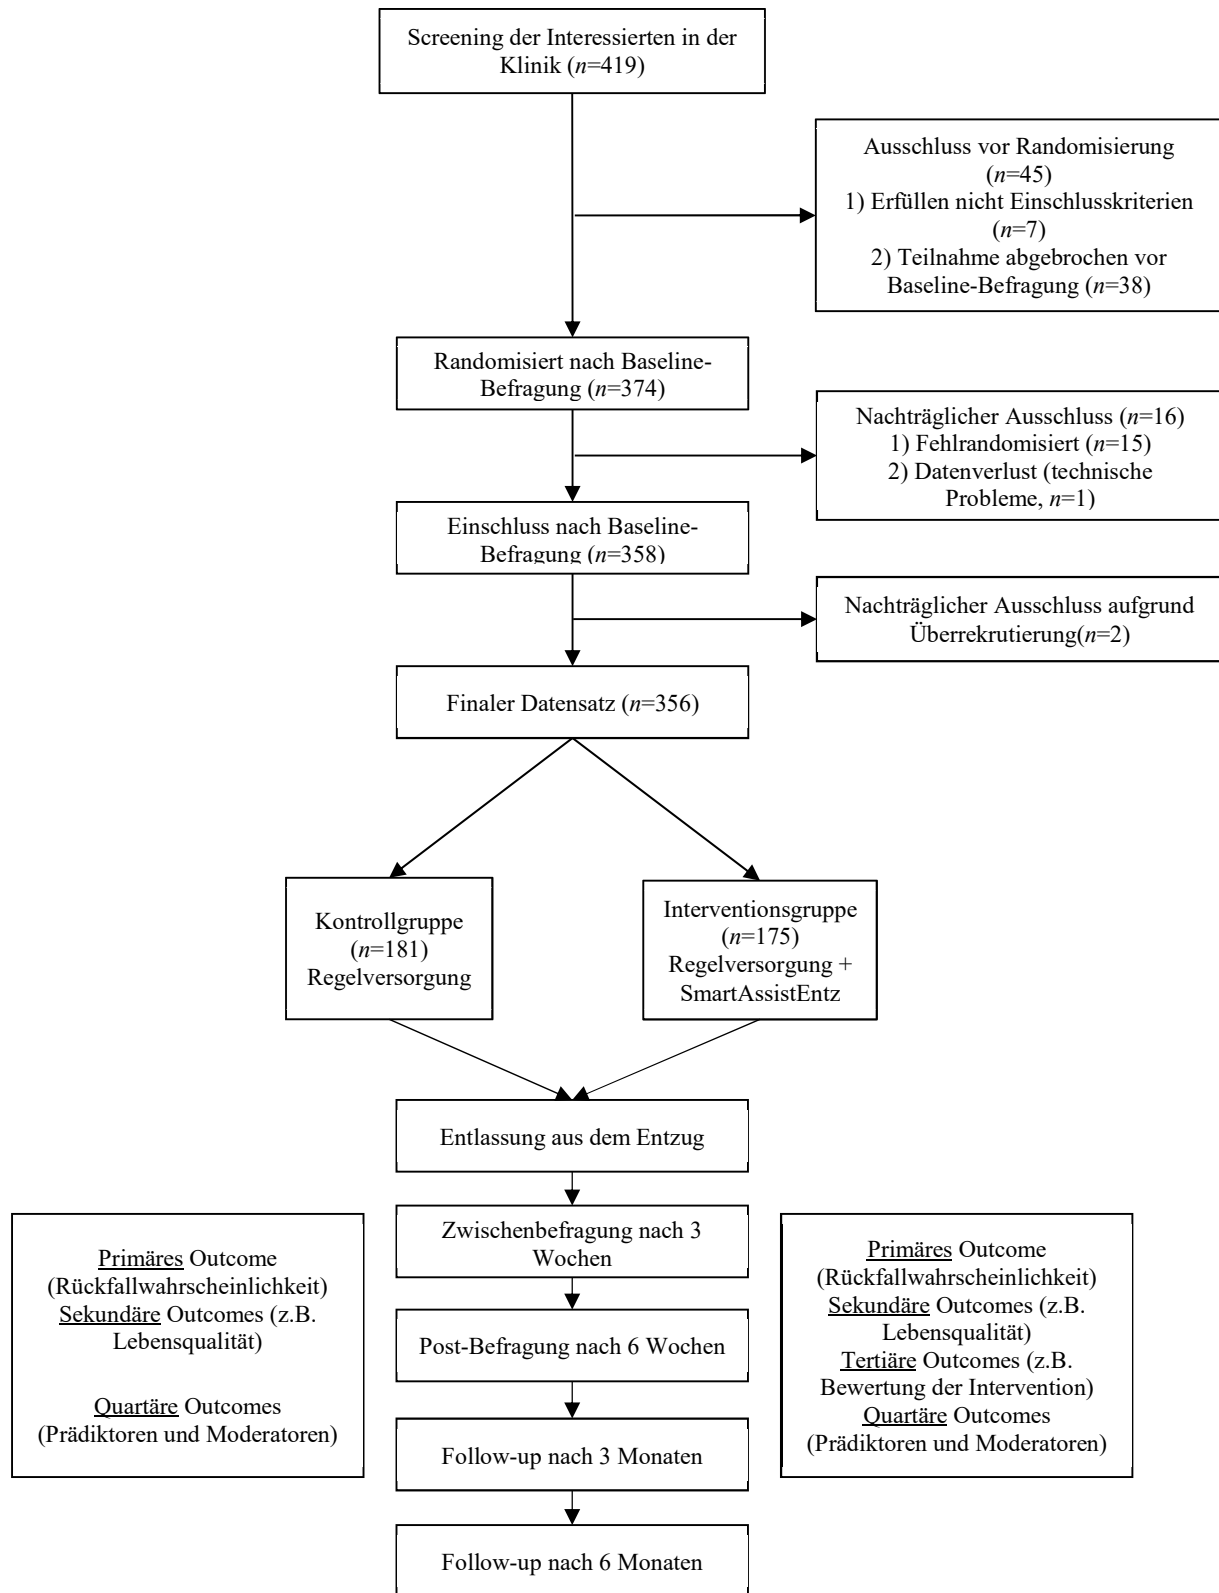 Screening der Interessierten in der
Klinik (n=419)
Ausschluss vor Randomisierung
(n=45)
1) Erfüllen nicht Einschlusskriterien
(n=7)
2) Teilnahme abgebrochen vor
Baseline-Befragung (n=38)
Randomisiert nach Baseline-
Befragung (n=374)
Nachträglicher Ausschluss (n=16)
1) Fehlrandomisiert (n=15)
2) Datenverlust (technische
Probleme, n=1)
Einschluss nach Baseline-
Befragung (n=358)
Nachträglicher Ausschluss aufgrund
Überrekrutierung(n=2)
Finaler Datensatz (n=356)
Kontrollgruppe
(n=181)
Regelversorgung
Interventionsgruppe
(n=175)
Regelversorgung +
SmartAssistEntz
Entlassung aus dem Entzug
Zwischenbefragung nach 3
Wochen
Post-Befragung nach 6 Wochen
Follow-up nach 3 Monaten
Follow-up nach 6 Monaten
Primäres Outcome
(Rückfallwahrscheinlichkeit)
Sekundäre Outcomes (z.B.
Lebensqualität)
Quartäre Outcomes
(Prädiktoren und Moderatoren)
Primäres Outcome
(Rückfallwahrscheinlichkeit)
Sekundäre Outcomes (z.B.
Lebensqualität)
Tertiäre Outcomes (z.B.
Bewertung der Intervention)
Quartäre Outcomes
(Prädiktoren und Moderatoren)